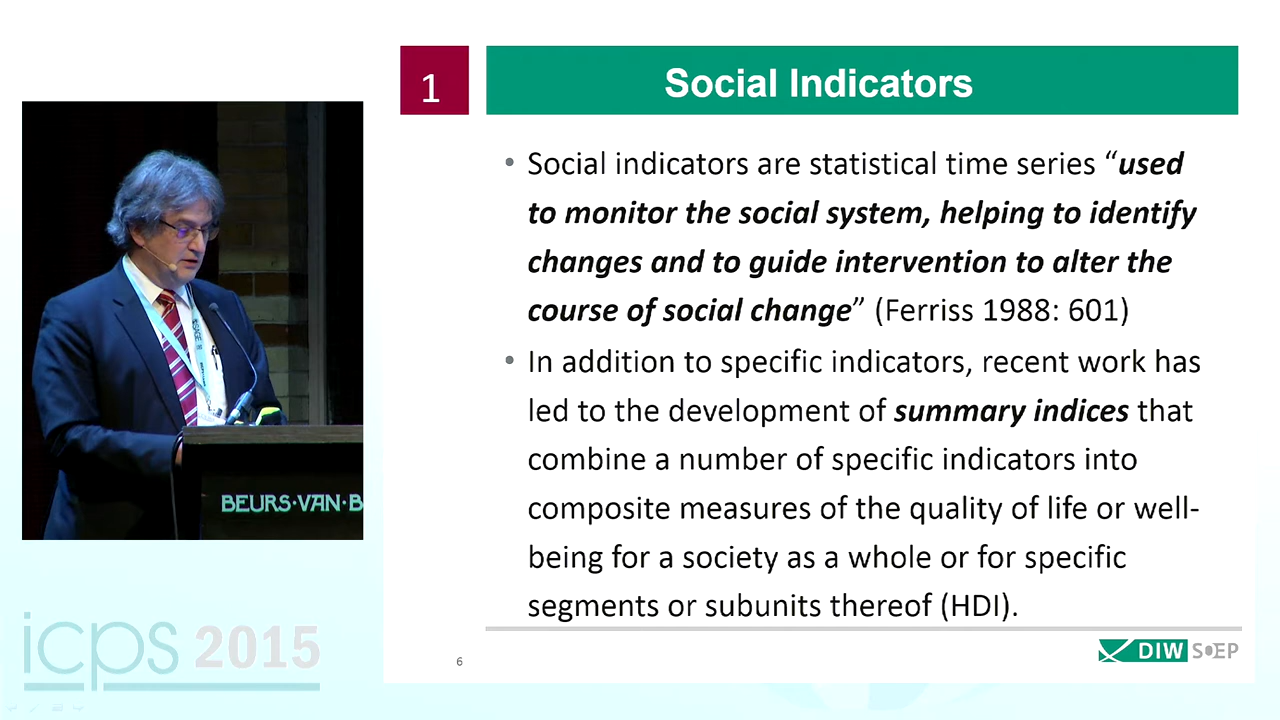 1
Social Indicators
• Social indicators are statistical time series “used
to monitor the social system, helping to identify
changes and to guide intervention to alter the
course of social change” (Ferriss 1988: 601)
• In addition to specific indicators, recent work has
led to the development of summary indices that
combine a number of specific indicators into
composite measures of the quality of life or well-
being for a society as a whole or for specific
segments or subunits thereof (HDI).
6
DIW SOEP
BEURS·VAN·B
icps 2015